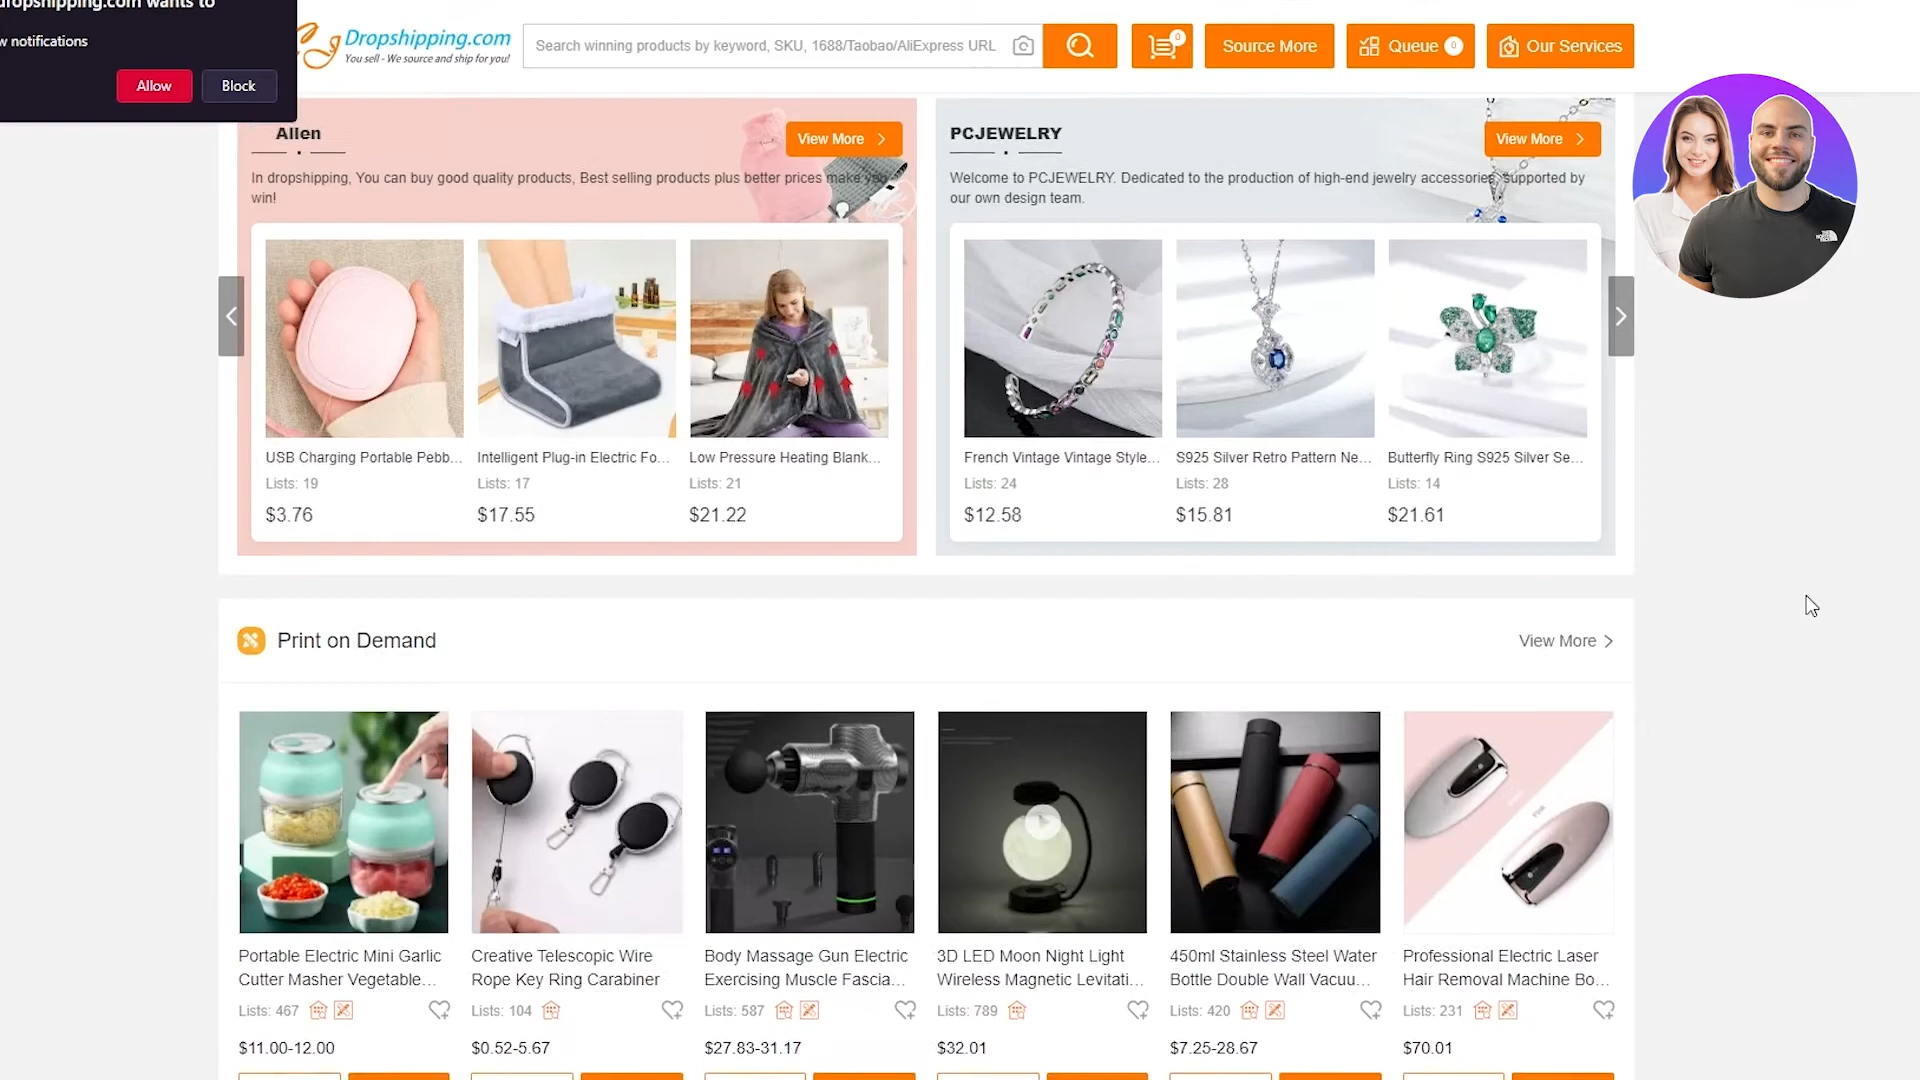 dropshipping.com wants to
w notifications
Allow
Block
Dropshipping.com
You sell - We source and ship for you!
Search winning products by keyword, SKU, 1688/Taobao/AliExpress URL
0
Source More
Queue 0
Our Services
Allen
View More
In dropshipping, You can buy good quality products, Best selling products plus better prices make you
win!
USB Charging Portable Pebb...
Lists: 19
$3.76
Intelligent Plug-in Electric Fo...
Lists: 17
$17.55
Low Pressure Heating Blank...
Lists: 21
$21.22
PCJEWELRY
View More
Welcome to PCJEWELRY. Dedicated to the production of high-end jewelry accessories, supported by
our own design team.
French Vintage Vintage Style...
Lists: 24
$12.58
S925 Silver Retro Pattern Ne...
Lists: 28
$15.81
Butterfly Ring S925 Silver Se...
Lists: 14
$21.61
THE
NORTH
FACE
Print on Demand
View More
Portable Electric Mini Garlic
Cutter Masher Vegetable...
Lists: 467
$11.00-12.00
Creative Telescopic Wire
Rope Key Ring Carabiner
Lists: 104
$0.52-5.67
Body Massage Gun Electric
Exercising Muscle Fascia...
Lists: 587
$27.83-31.17
3D LED Moon Night Light
Wireless Magnetic Levitati...
Lists: 789
$32.01
450ml Stainless Steel Water
Bottle Double Wall Vacuu...
Lists: 420
$7.25-28.67
Professional Electric Laser
Hair Removal Machine Bo...
Lists: 231
$70.01